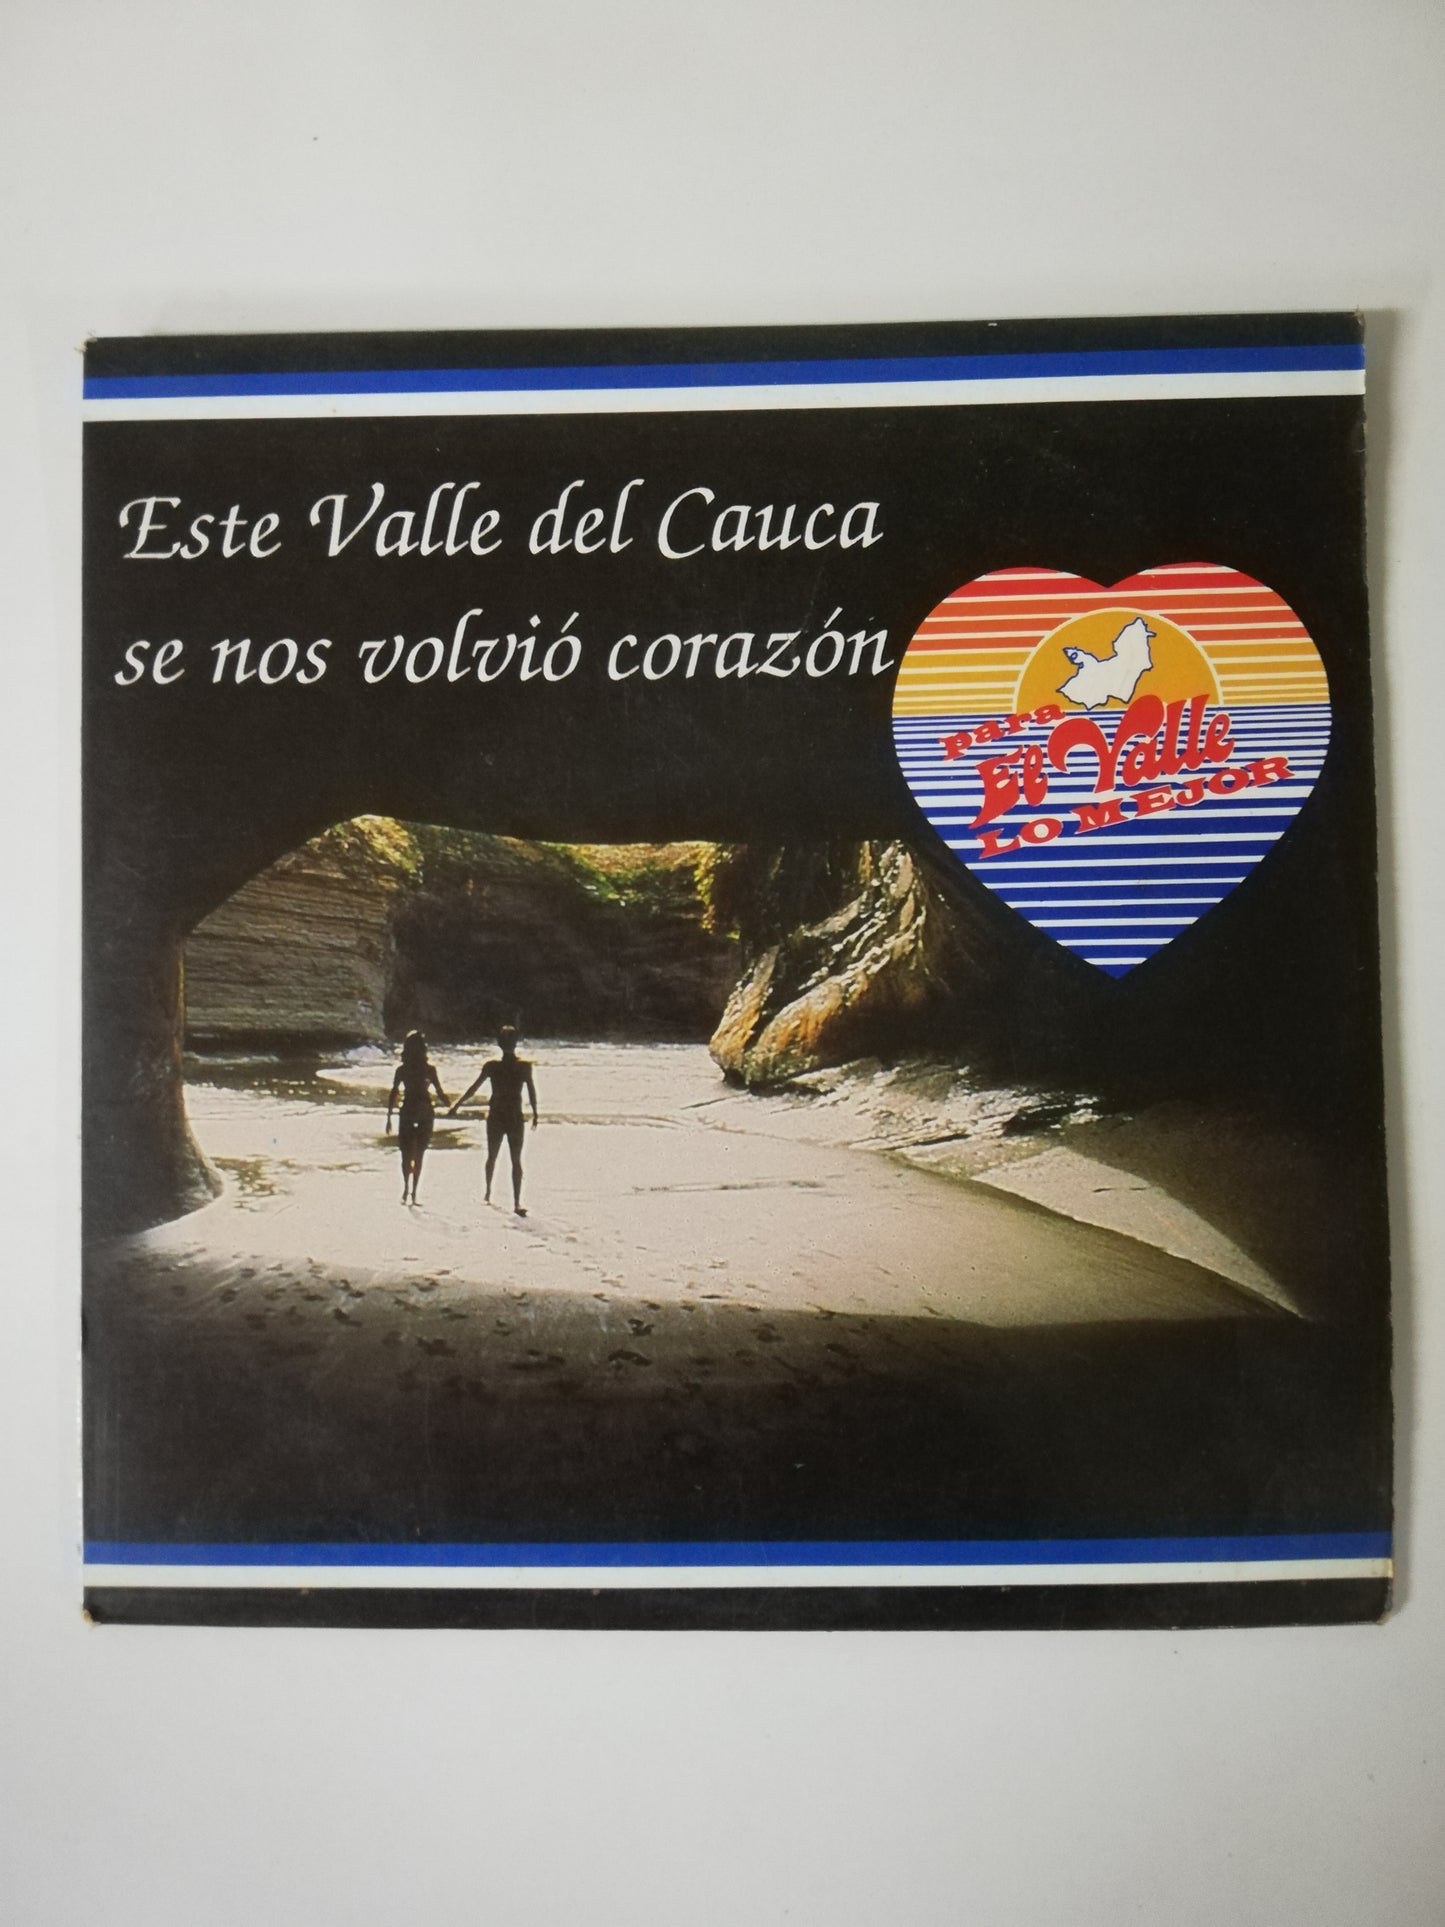 Este Valle del Cauca
se nos volvió corazón
para
El Valle
LO MEJOR